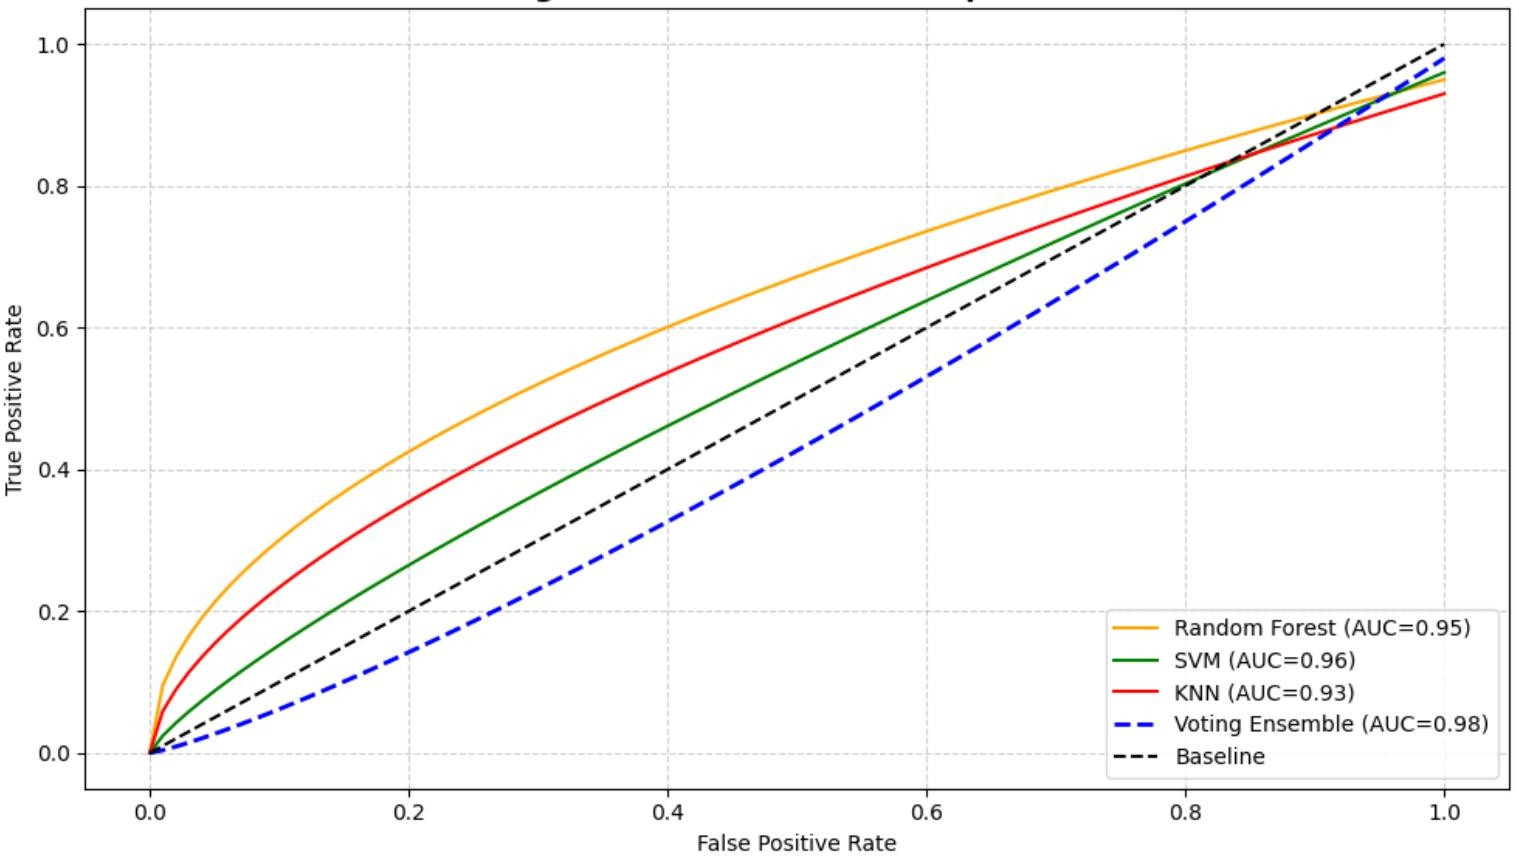 1.0
0.8
0.6
0.4
0.2
0.0
True Positive Rate
0.0 0.2 0.4 0.6 0.8 1.0
False Positive Rate
Random Forest (AUC=0.95)
SVM (AUC=0.96)
KNN (AUC=0.93)
Voting Ensemble (AUC=0.98)
Baseline